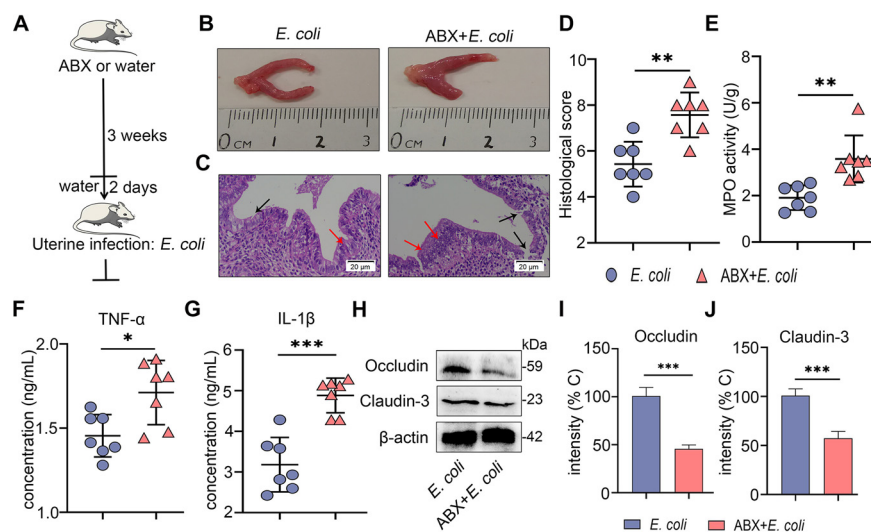 A
ABX or water
3 weeks
water
2 days
Uterine infection: E. coli
B
E. coli
ABX+E. coli
0 CM 1 2 3
0 CM 1 2 3
C
20 μm
20 μm
D
Histological score
10
8
6
4
2
**
E
MPO activity (U/g)
8
6
4
2
0
**
E. coli
ABX+E. coli
F
TNF-α
concentration (ng/mL)
2.0
1.5
1.0
*
G
IL-1β
concentration (ng/mL)
6
5
4
3
2
***
H
kDa
Occludin
-59
Claudin-3
-23
β-actin
-42
E. coli
ABX+E. coli
I
Occludin
intensity (% C)
150
100
50
0
***
J
Claudin-3
intensity (% C)
150
100
50
0
***
E. coli
ABX+E. coli